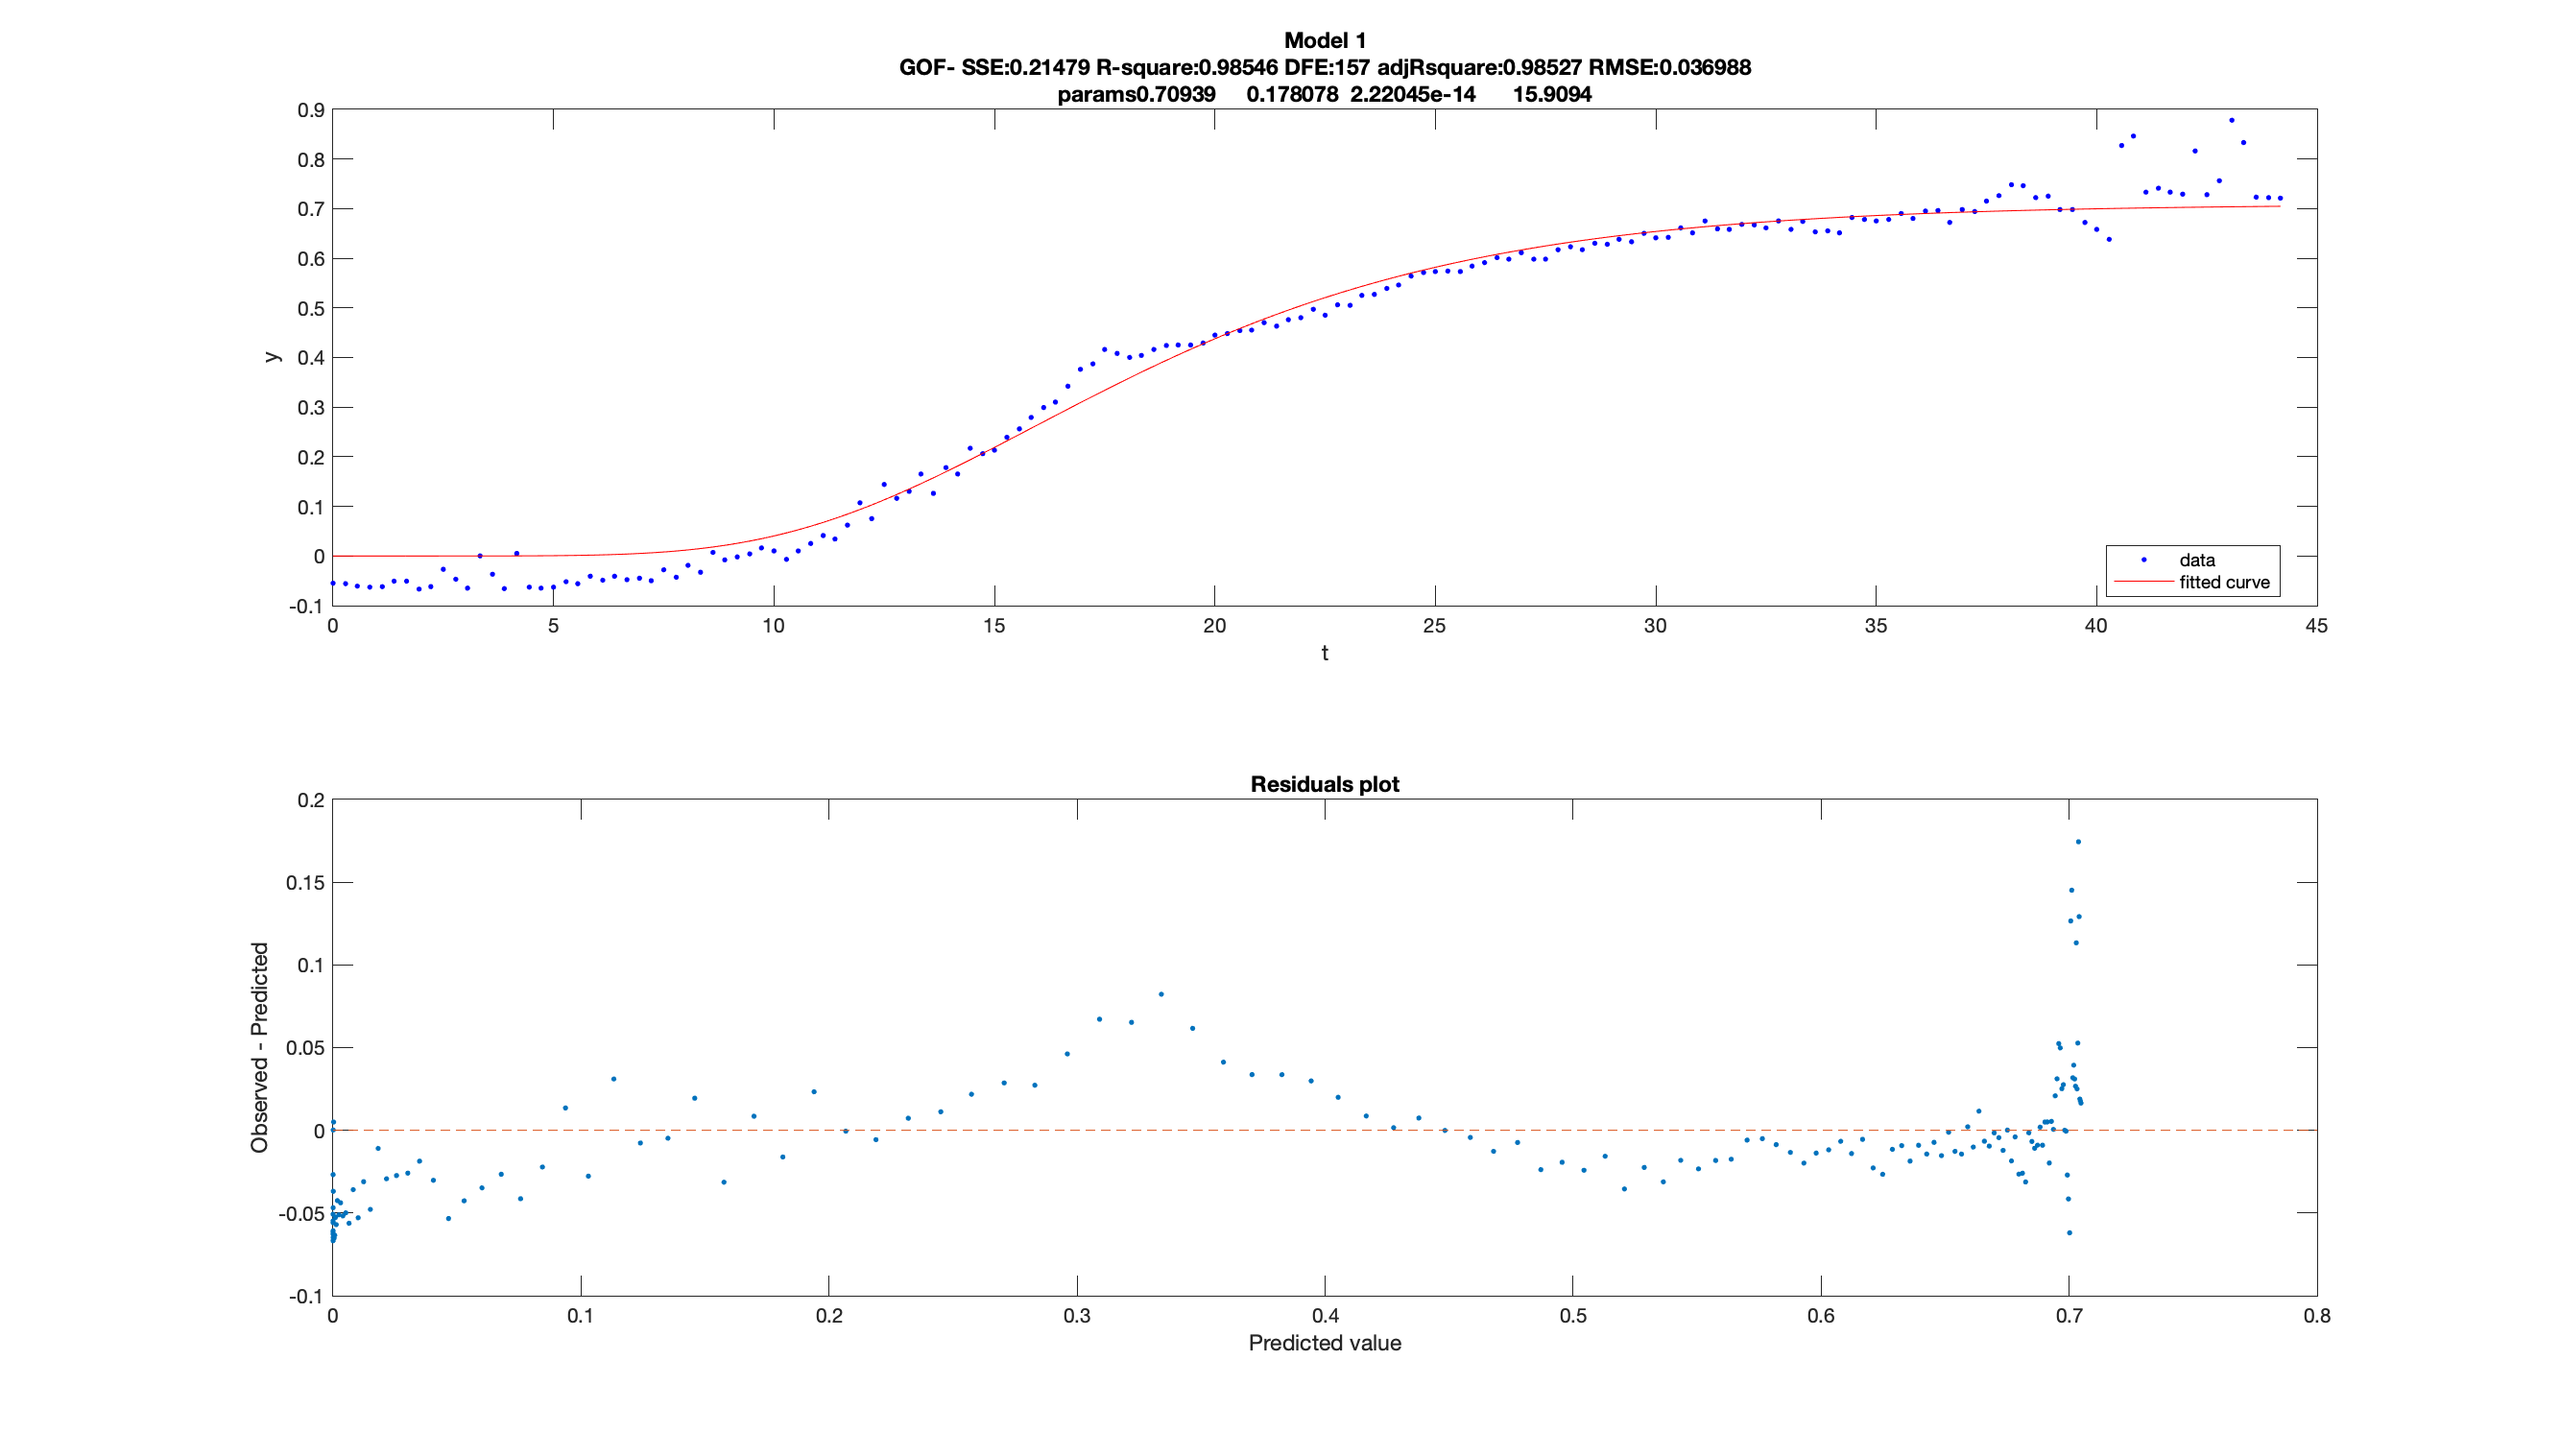 Model 1
GOF- SSE:0.21479 R-square:0.98546 DFE:157 adjRsquare:0.98527 RMSE:0.036988
params0.70939 0.178078 2.22045e-14 15.9094
0.9
0.8
0.7
0.6
0.5
0.4
0.3
0.2
0.1
0
-0.1
y
0 5 10 15 20 25 30 35 40 45
t
data
fitted curve
Residuals plot
0.2
0.15
0.1
0.05
0
-0.05
-0.1
Observed - Predicted
0 0.1 0.2 0.3 0.4 0.5 0.6 0.7 0.8
Predicted value